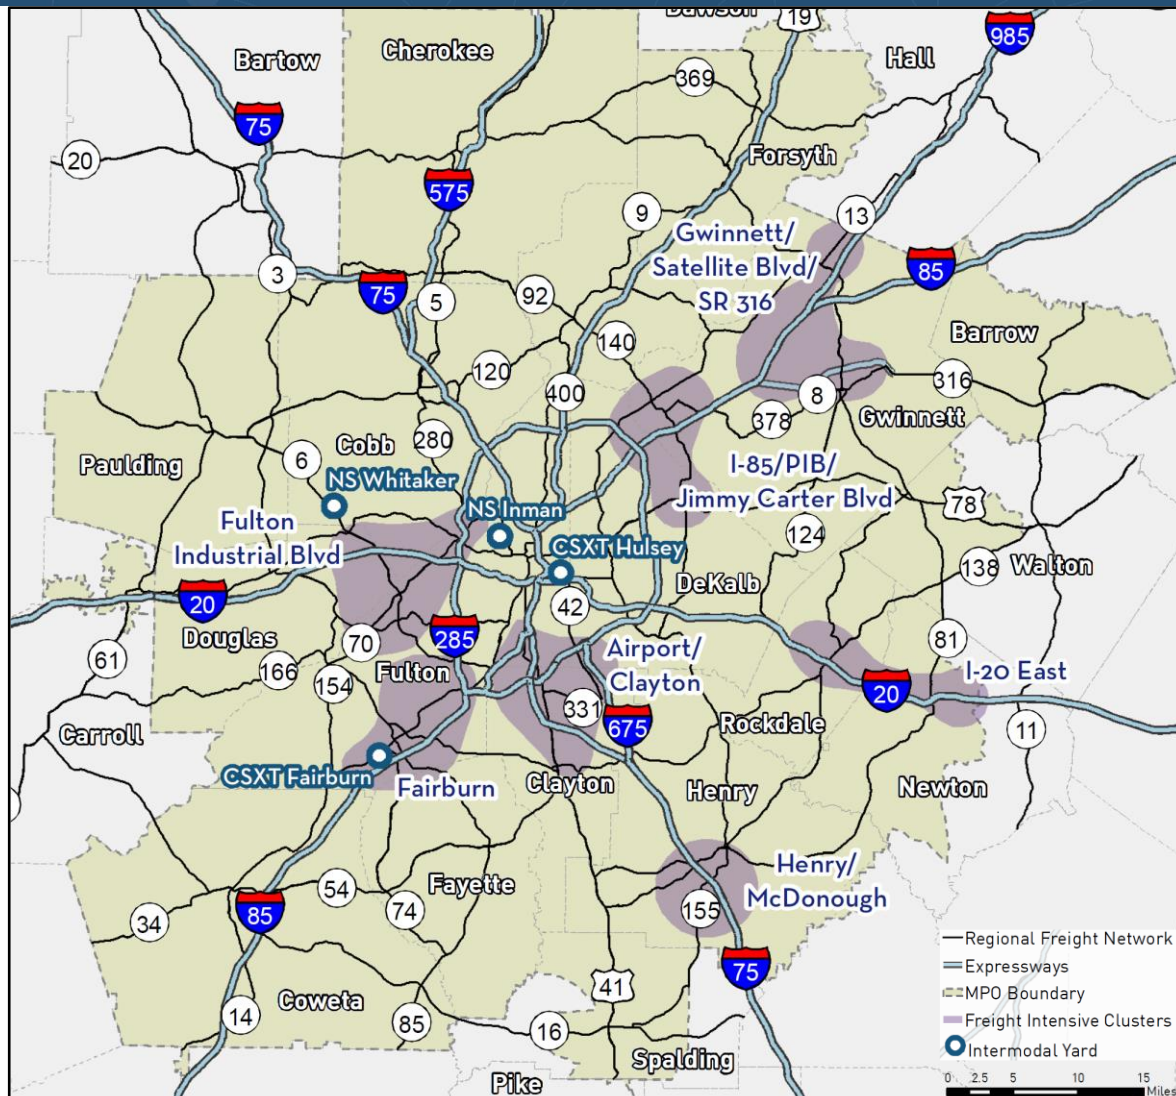 Dawson
19
Hall
985
Cherokee
Bartow
369
75
20
Forsyth
575
9
13
Gwinnett/
Satellite Blvd/
SR 316
85
3
75
5
92
140
Barrow
120
400
8
316
378
Gwinnett
280
Cobb
6
Paulding
NS Whitaker
I-85/PIB/
Jimmy Carter Blvd
78
Fulton
Industrial Blvd
NS Inman
124
CSXT Hulsey
138
Walton
DeKalb
20
42
Douglas
285
70
81
61
166
Fulton
Airport/
Clayton
I-20 East
154
20
331
675
Rockdale
11
Carroll
CSXT Fairburn
Fairburn
Clayton
Henry
Newton
Henry/
McDonough
54
Fayette
74
34
85
155
75
41
Coweta
14
85
16
Spalding
Pike
Regional Freight Network
Expressways
MPO Boundary
Freight Intensive Clusters
Intermodal Yard
0 2.5 5 10 15
Miles